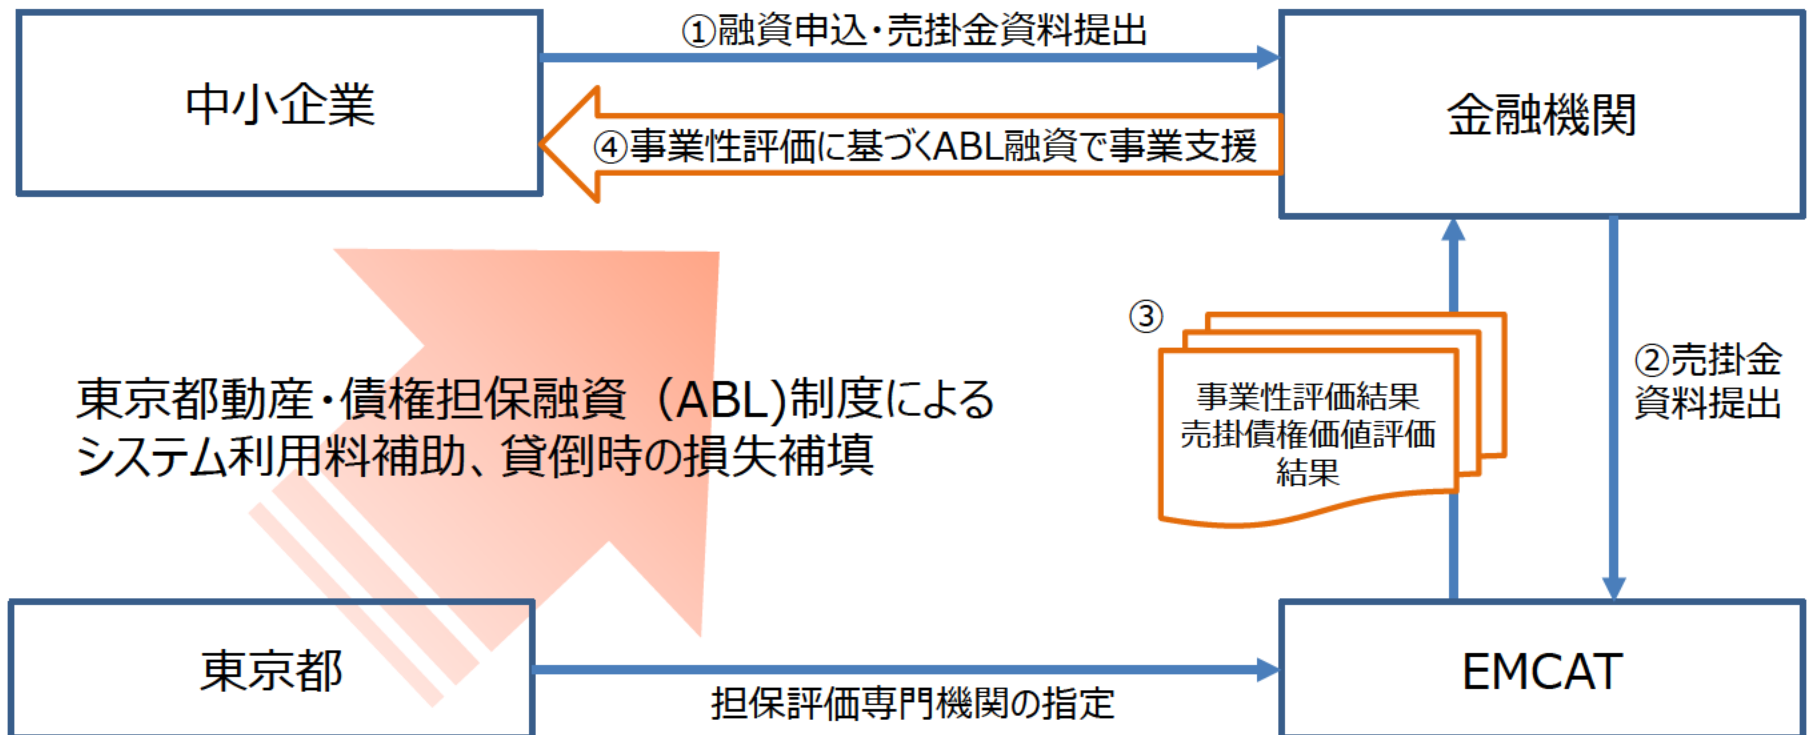 ①融資申込・売掛金資料提出
中小企業
金融機関
④事業性評価に基づくABL融資で事業支援
③
事業性評価結果
売掛債権価値評価
結果
②売掛金
資料提出
東京都動産・債権担保融資（ABL)制度による
システム利用料補助、貸倒時の損失補填
東京都
EMCAT
担保評価専門機関の指定